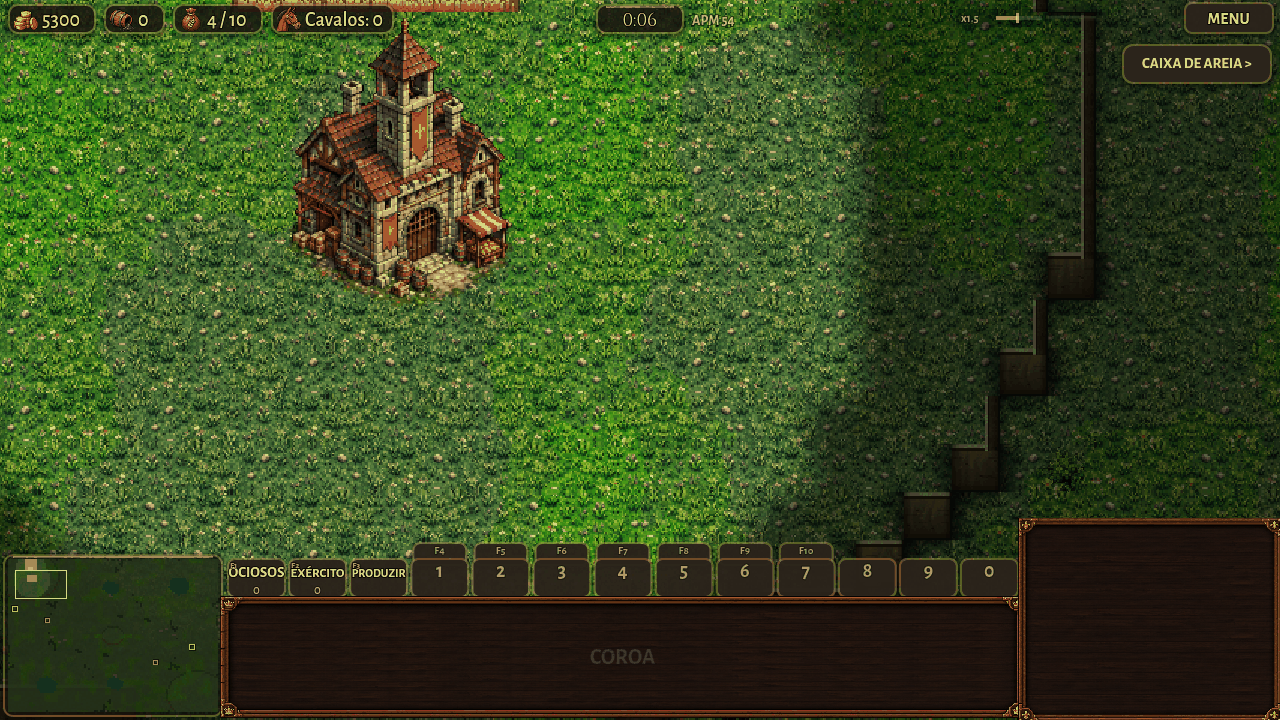 5300
0
4/10
Cavalos: 0
0:06
APM 54
x1.5
MENU
CAIXA DE AREIA >
F4
F5
F6
F7
F8
F9
F10
OCIOSOS
0
EXÉRCITO
0
PRODUZIR
1
2
3
4
5
6
7
8
9
0
COROA